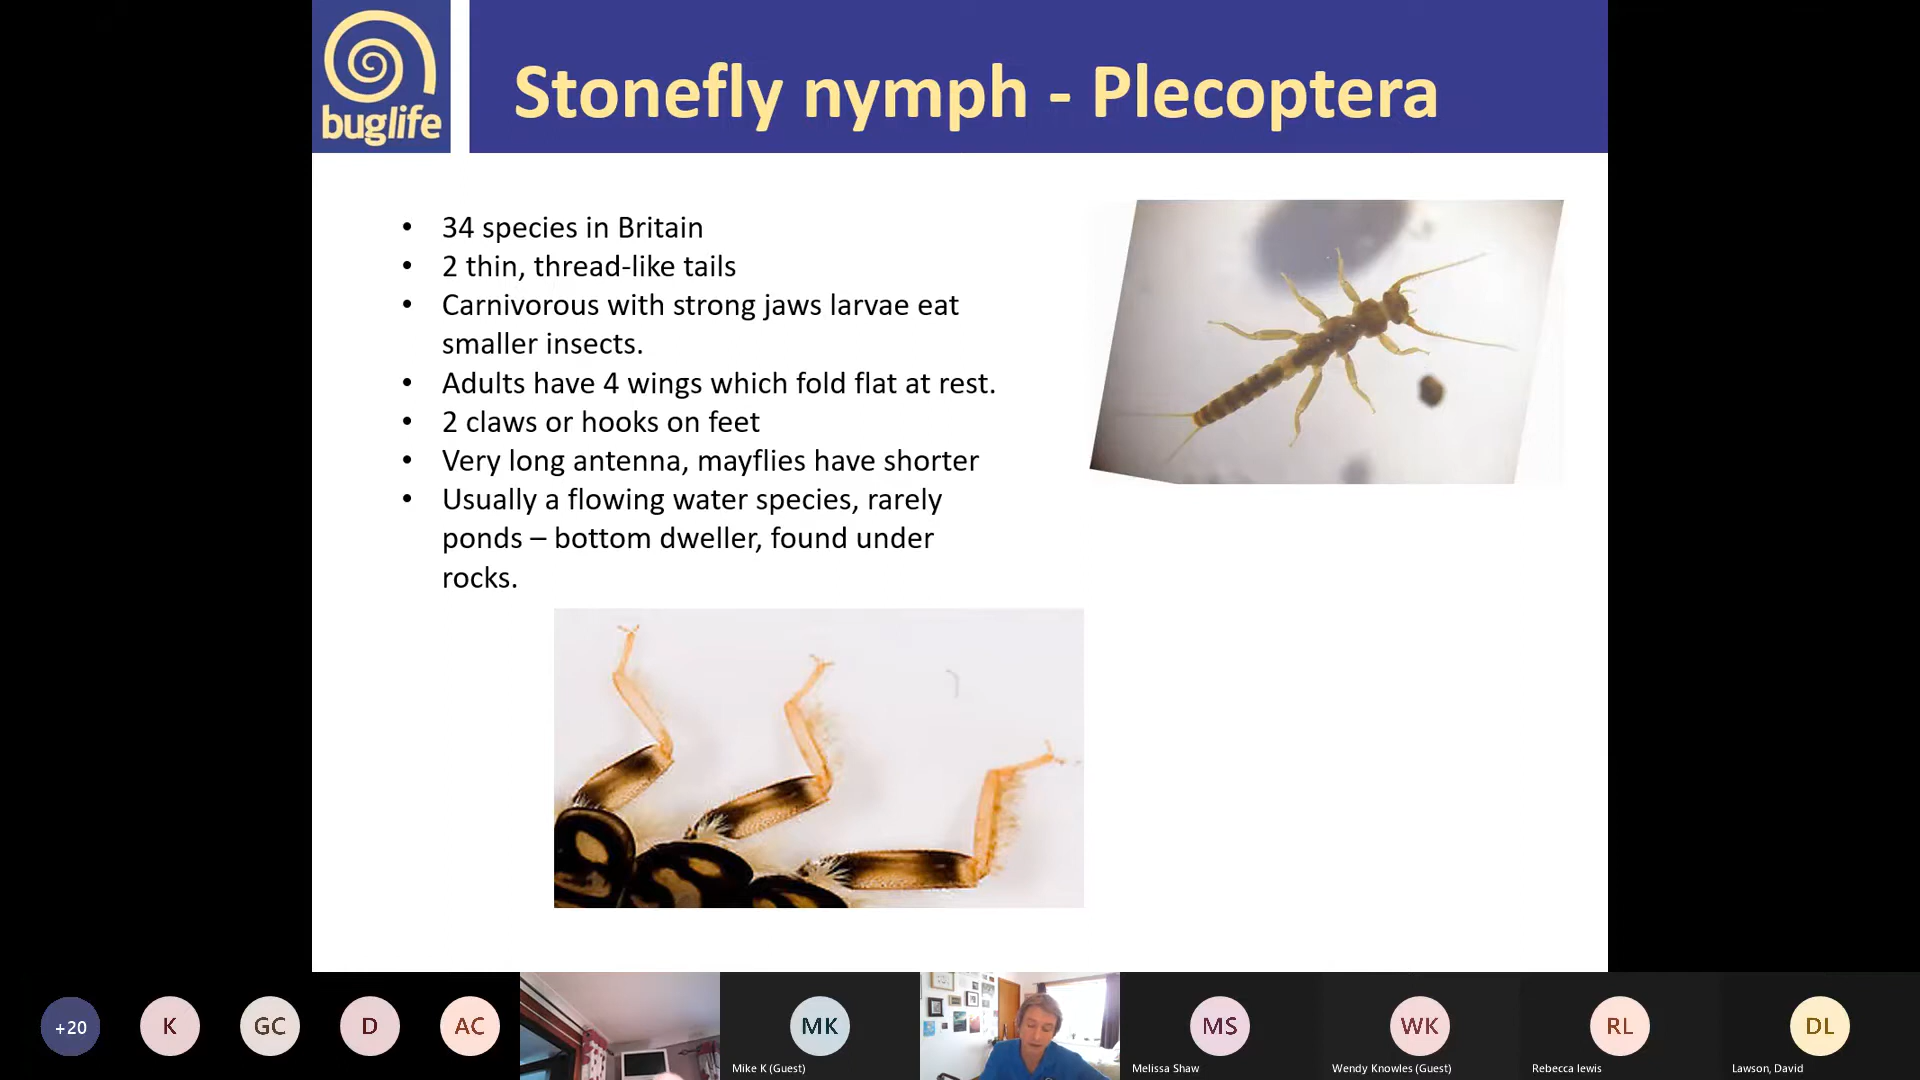 buglife
Stonefly nymph - Plecoptera
• 34 species in Britain
• 2 thin, thread-like tails
• Carnivorous with strong jaws larvae eat
smaller insects.
• Adults have 4 wings which fold flat at rest.
• 2 claws or hooks on feet
• Very long antenna, mayflies have shorter
• Usually a flowing water species, rarely
ponds – bottom dweller, found under
rocks.
+20
K
GC
D
AC
MK
Mike K (Guest)
MS
Melissa Shaw
WK
Wendy Knowles (Guest)
RL
Rebecca lewis
DL
Lawson, David